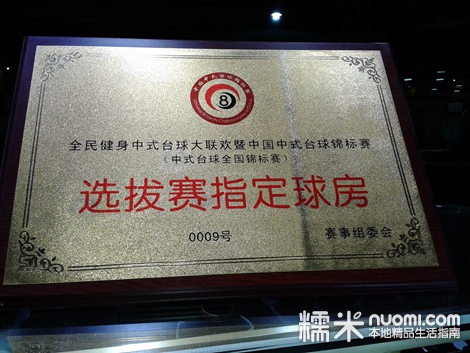 8
全民健身中式台球大联欢暨中国中式台球锦标赛
(中式台球全国锦标赛)
选拔赛指定球房
0009号
赛事组委会
糯米 nuomi.com
本地精品生活指南